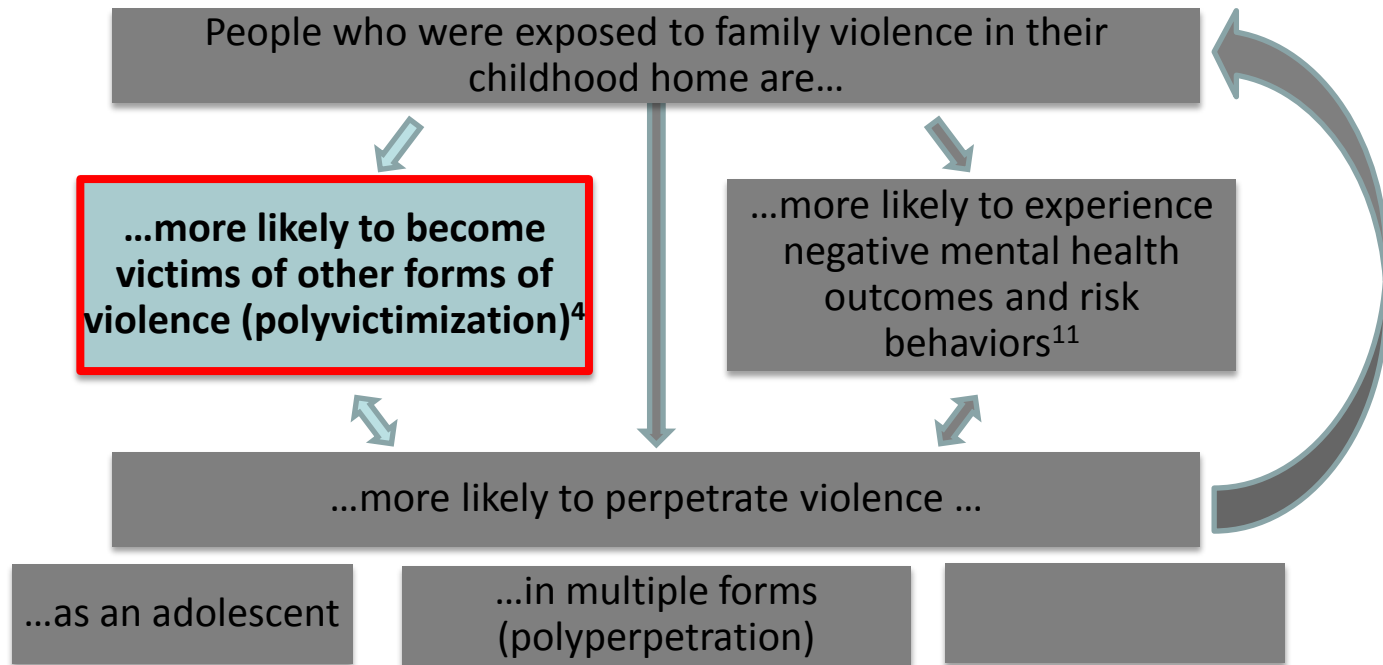 People who were exposed to family violence in their
childhood home are…
…more likely to become
victims of other forms of
violence (polyvictimization)⁴
…more likely to experience
negative mental health
outcomes and risk
behaviors¹¹
…more likely to perpetrate violence …
…as an adolescent
…in multiple forms
(polyperpetration)